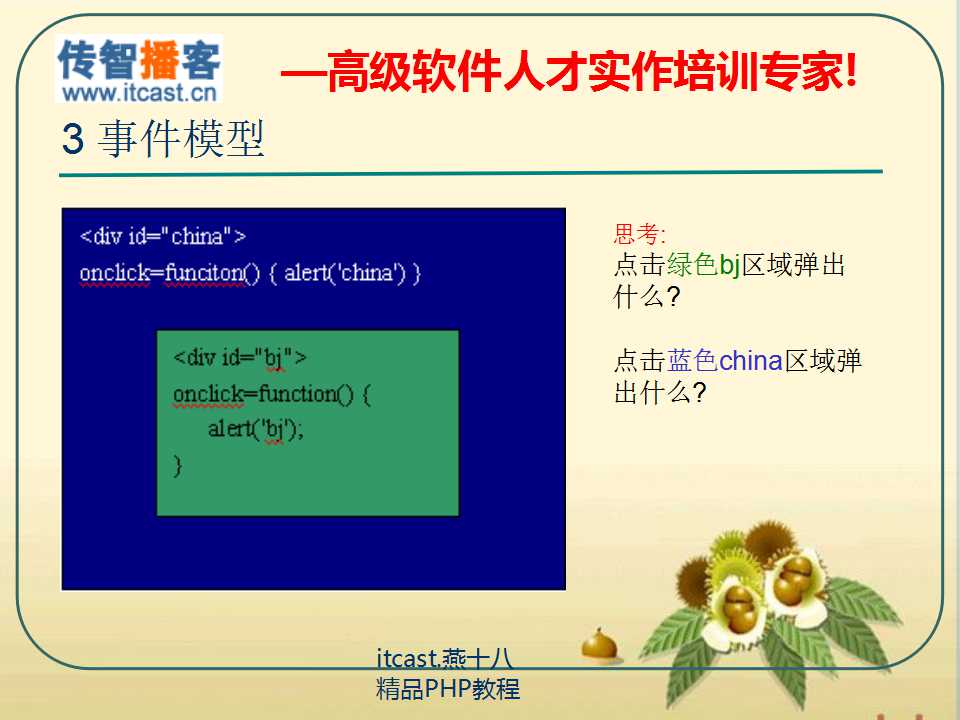 传智播客
www.itcast.cn
—高级软件人才实作培训专家!
3 事件模型
<div id="china">
onclick=funciton() { alert('china') }
<div id="bj">
onclick=function() {
alert('bj');
}
思考:
点击绿色bj区域弹出
什么?
点击蓝色china区域弹
出什么?
itcast.燕十八
精品PHP教程